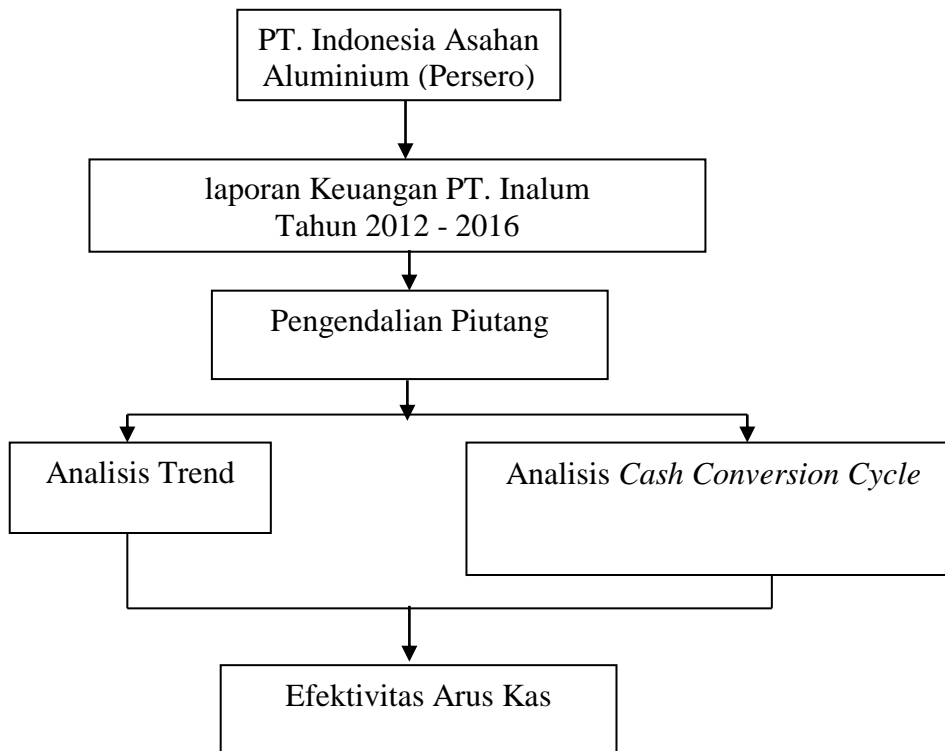 PT. Indonesia Asahan
Aluminium (Persero)
laporan Keuangan PT. Inalum
Tahun 2012 - 2016
Pengendalian Piutang
Analisis Trend
Analisis Cash Conversion Cycle
Efektivitas Arus Kas